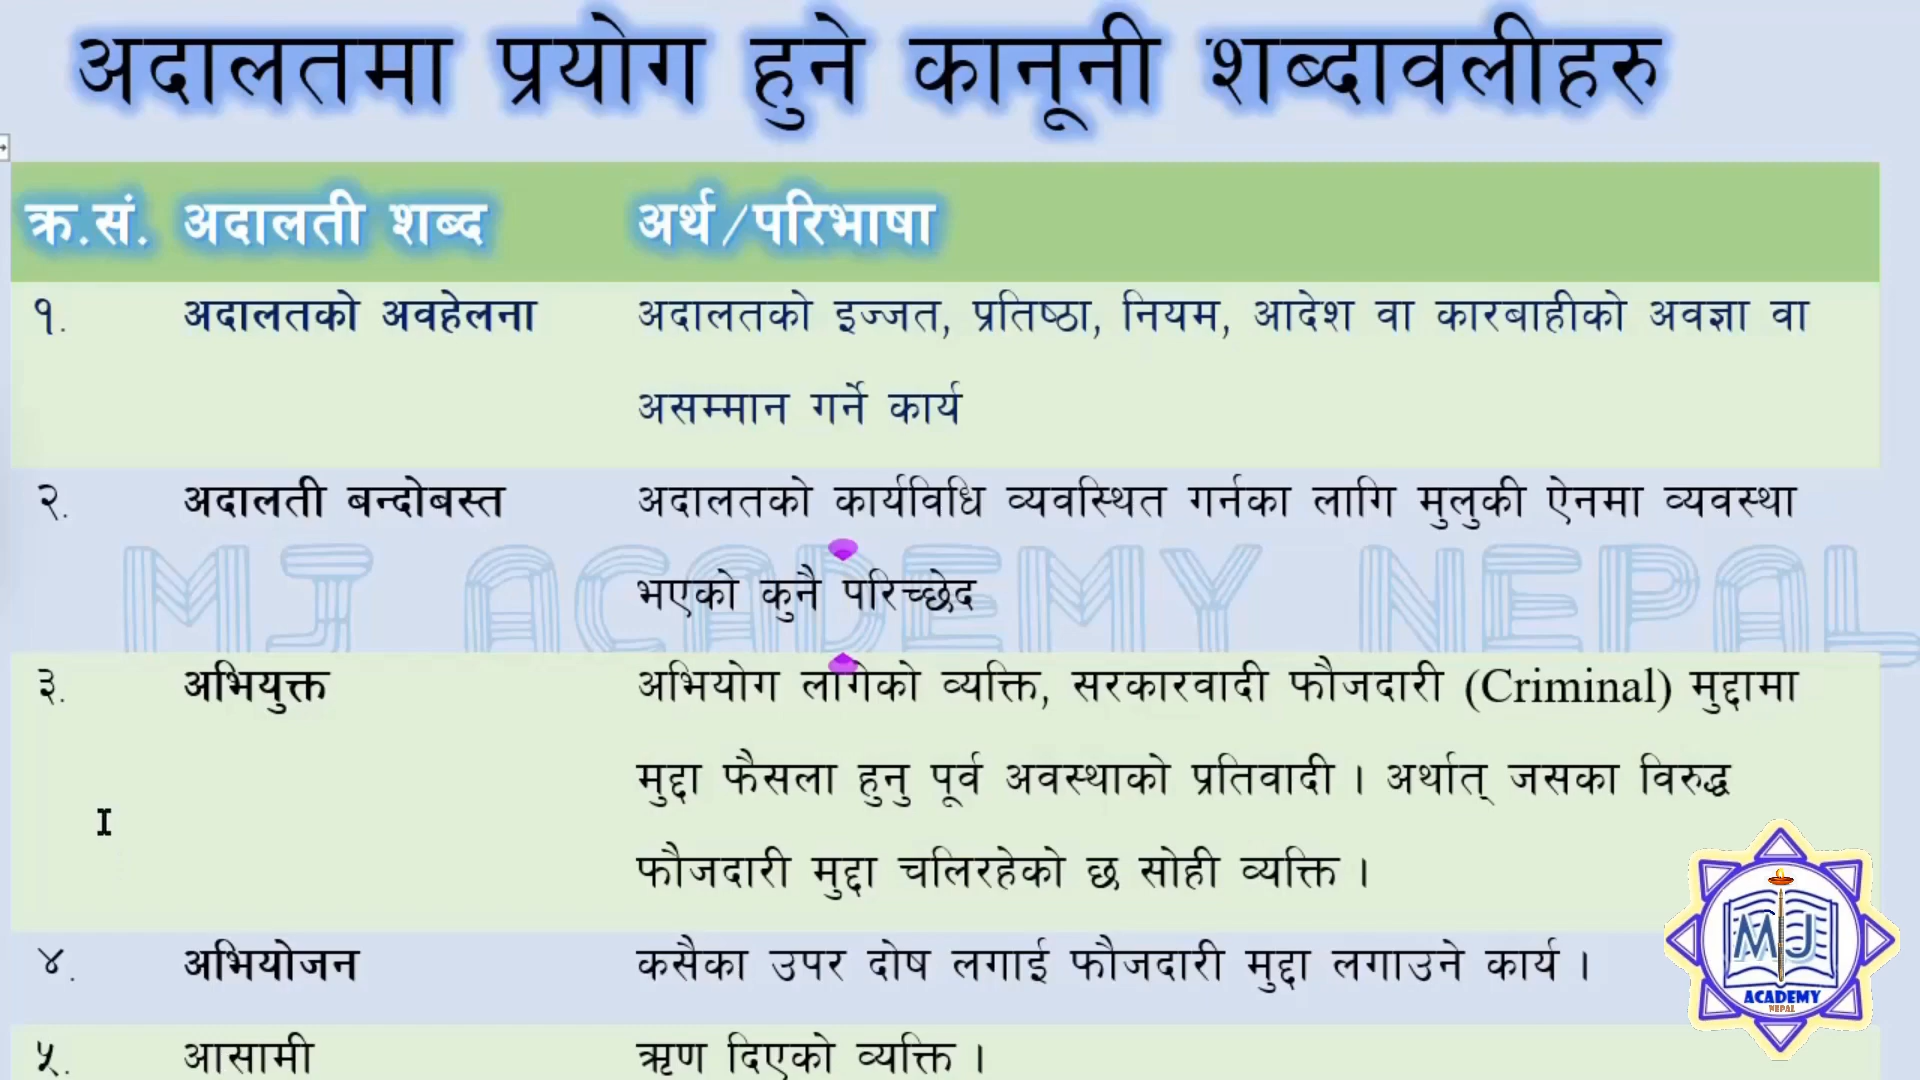 अदालतमा प्रयोग हुने कानूनी शब्दावलीहरु
क्र.सं. अदालती शब्द अर्थ/परिभाषा
१. अदालतको अवहेलना अदालतको इज्जत, प्रतिष्ठा, नियम, आदेश वा कारबाहीको अवज्ञा वा
असम्मान गर्ने कार्य
२. अदालती बन्दोबस्त अदालतको कार्यविधि व्यवस्थित गर्नका लागि मुलुकी ऐनमा व्यवस्था
MJ ACADEMY NEPAL
भएको कुनै परिच्छेद
३. अभियुक्त अभियोग लागेको व्यक्ति, सरकारवादी फौजदारी (Criminal) मुद्दामा
मुद्दा फैसला हुनु पूर्व अवस्थाको प्रतिवादी । अर्थात् जसका विरुद्ध
फौजदारी मुद्दा चलिरहेको छ सोही व्यक्ति ।
४. अभियोजन कसैका उपर दोष लगाई फौजदारी मुद्दा लगाउने कार्य ।
५. आसामी ऋण दिएको व्यक्ति ।
MJ
ACADEMY
NEPAL